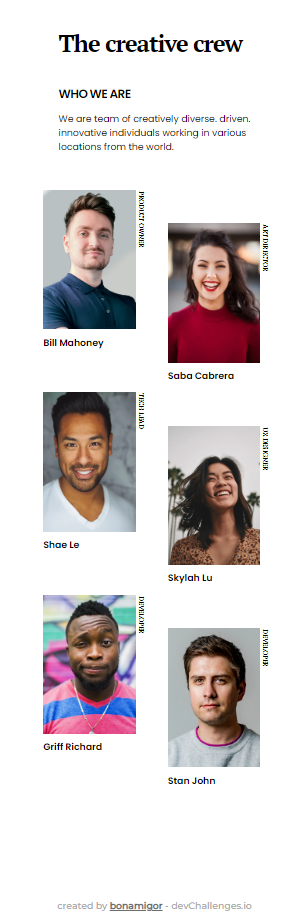 The creative crew
WHO WE ARE
We are team of creatively diverse. driven.
innovative individuals working in various
locations from the world.
PRODUCT OWNER
Bill Mahoney
ART DIRECTOR
Saba Cabrera
TECH LEAD
Shae Le
UX DESIGNER
Skylah Lu
DEVELOPER
Griff Richard
DEVELOPER
Stan John
created by bonamigor - devChallenges.io